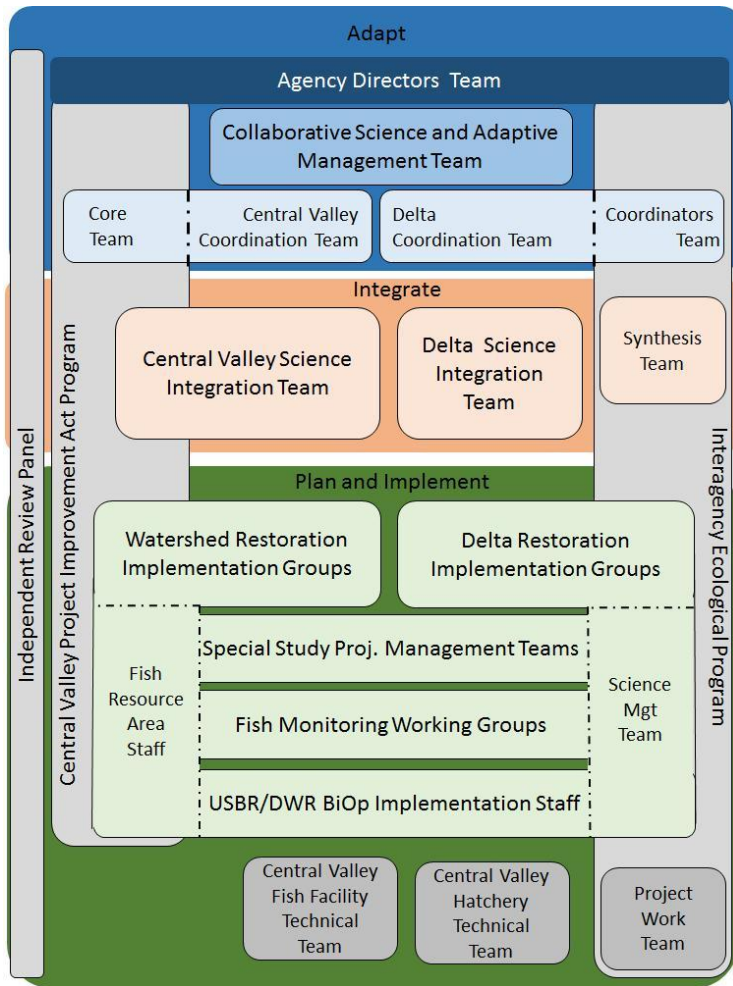 Adapt
Agency Directors Team
Collaborative Science and Adaptive
Management Team
Core
Team
Central Valley
Coordination Team
Delta
Coordination Team
Coordinators
Team
Integrate
Central Valley Science
Integration Team
Delta Science
Integration
Team
Synthesis
Team
Independent Review Panel
Central Valley Project Improvement Act Program
Interagency Ecological Program
Plan and Implement
Watershed Restoration
Implementation Groups
Delta Restoration
Implementation Groups
Special Study Proj. Management Teams
Fish
Resource
Area
Staff
Fish Monitoring Working Groups
Science
Mgt
Team
USBR/DWR BiOp Implementation Staff
Central Valley
Fish Facility
Technical
Team
Central Valley
Hatchery
Technical
Team
Project
Work
Team